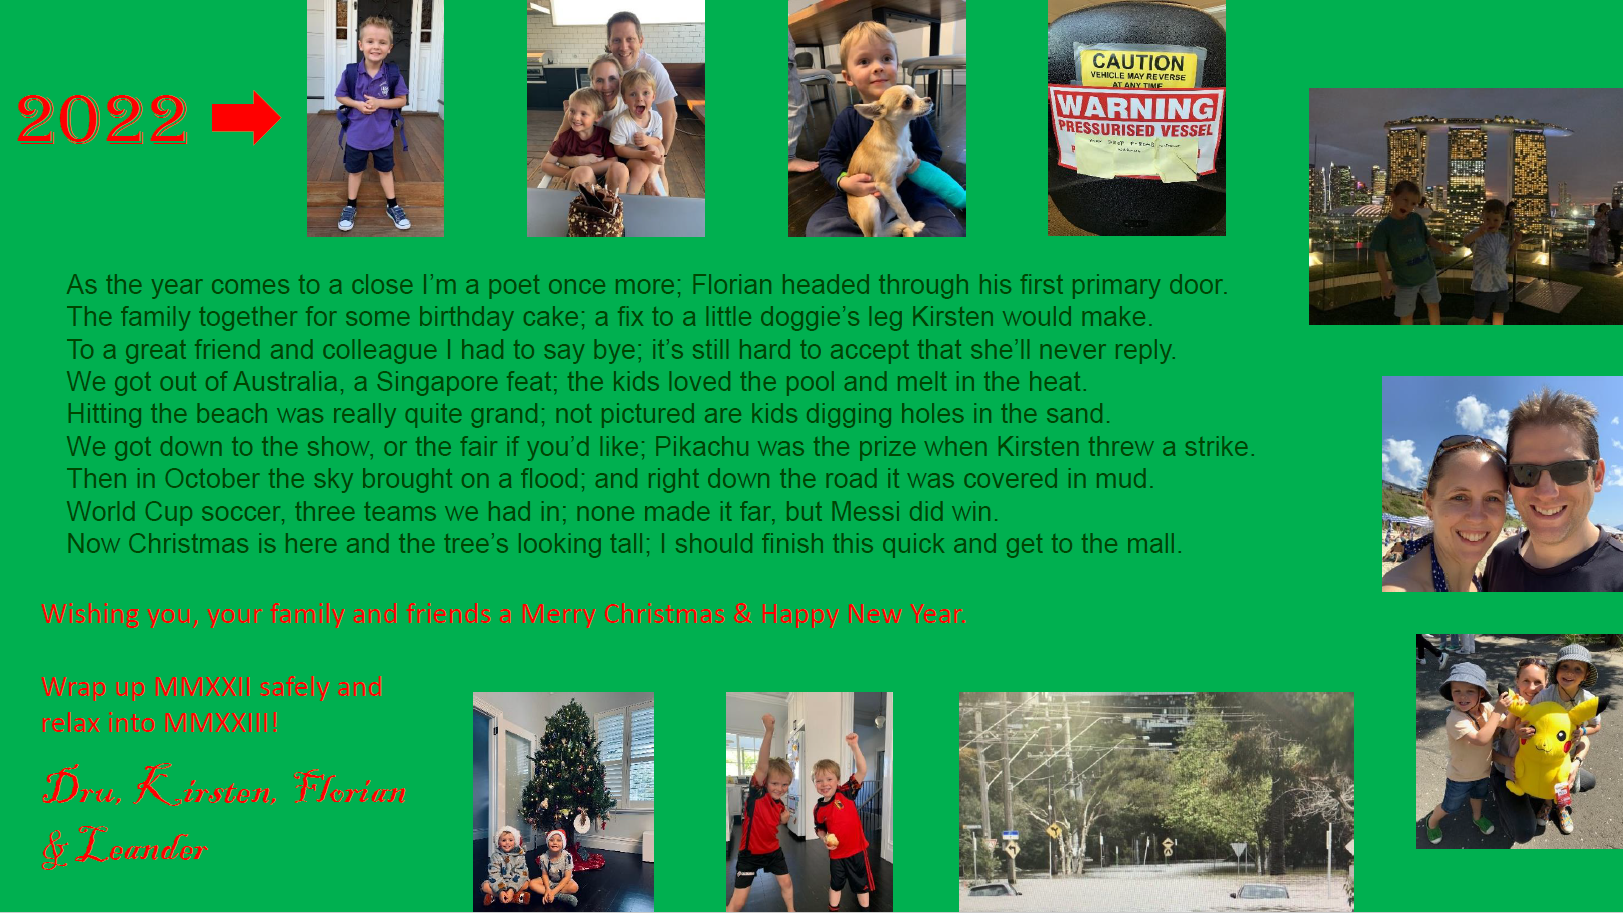 2022
CAUTION
VEHICLE MAY REVERSE
AT ANY TIME
WARNING
PRESSURISED VESSEL
As the year comes to a close I’m a poet once more; Florian headed through his first primary door.
The family together for some birthday cake; a fix to a little doggie’s leg Kirsten would make.
To a great friend and colleague I had to say bye; it’s still hard to accept that she’ll never reply.
We got out of Australia, a Singapore feat; the kids loved the pool and melt in the heat.
Hitting the beach was really quite grand; not pictured are kids digging holes in the sand.
We got down to the show, or the fair if you’d like; Pikachu was the prize when Kirsten threw a strike.
Then in October the sky brought on a flood; and right down the road it was covered in mud.
World Cup soccer, three teams we had in; none made it far, but Messi did win.
Now Christmas is here and the tree’s looking tall; I should finish this quick and get to the mall.
Wishing you, your family and friends a Merry Christmas & Happy New Year.
Wrap up MMXXII safely and
relax into MMXXIII!
Dru, Kirsten, Florian
& Leander